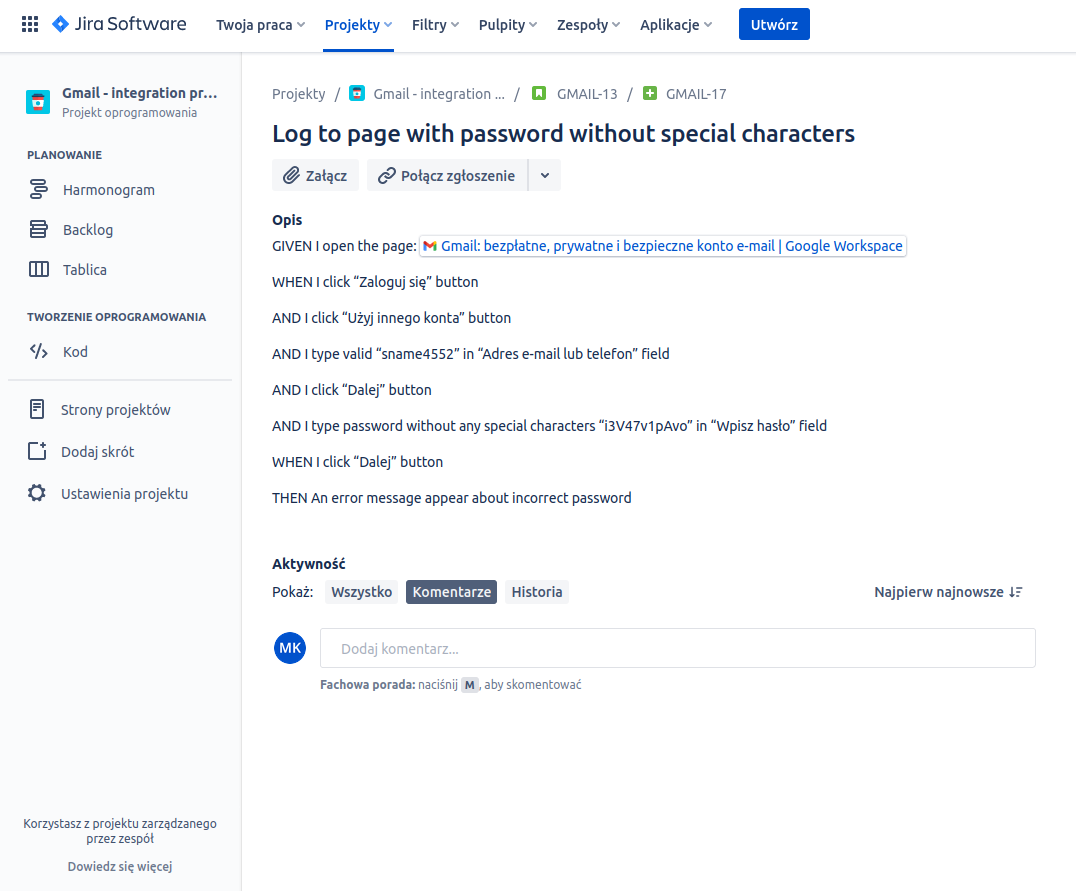 Jira Software Twoja praca Projekty Filtry Pulpity Zespoły Aplikacje Utwórz
Gmail - integration pr...
Projekt oprogramowania
PLANOWANIE
Harmonogram
Backlog
Tablica
TWORZENIE OPROGRAMOWANIA
Kod
Strony projektów
Dodaj skrót
Ustawienia projektu
Korzystasz z projektu zarządzanego
przez zespół
Dowiedz się więcej
Projekty / Gmail - integration ... / GMAIL-13 / GMAIL-17
Log to page with password without special characters
Załącz Połącz zgłoszenie
Opis
GIVEN I open the page: Gmail: bezpłatne, prywatne i bezpieczne konto e-mail | Google Workspace
WHEN I click “Zaloguj się” button
AND I click “Użyj innego konta” button
AND I type valid “sname4552” in “Adres e-mail lub telefon” field
AND I click “Dalej” button
AND I type password without any special characters “i3V47v1pAvo” in “Wpisz hasło” field
WHEN I click “Dalej” button
THEN An error message appear about incorrect password
Aktywność
Pokaż: Wszystko Komentarze Historia Najpierw najnowsze
MK Dodaj komentarz...
Fachowa porada: naciśnij M, aby skomentować